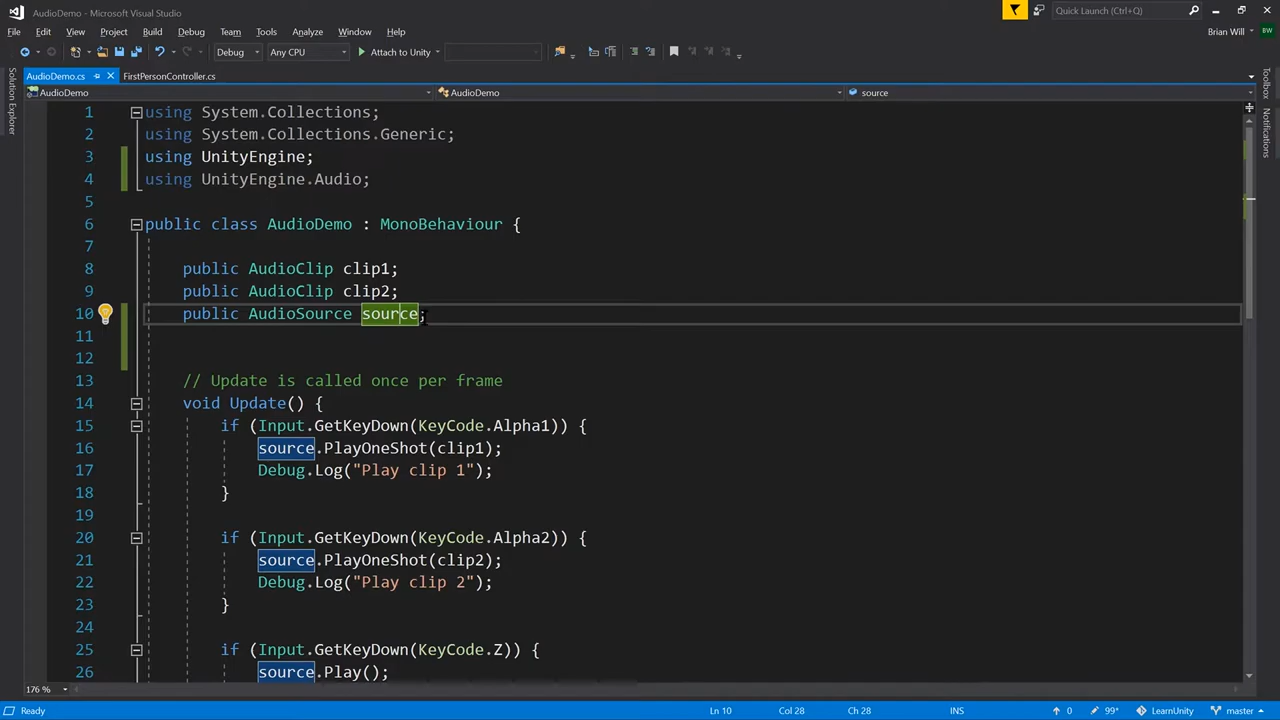 AudioDemo - Microsoft Visual Studio
Quick Launch (Ctrl+Q)
File Edit View Project Build Debug Team Tools Analyze Window Help
Brian Will BW
Debug Any CPU Attach to Unity
AudioDemo.cs FirstPersonController.cs
AudioDemo AudioDemo source
Solution Explorer
Toolbox
Notifications
1 using System.Collections;
2 using System.Collections.Generic;
3 using UnityEngine;
4 using UnityEngine.Audio;
5
6 public class AudioDemo : MonoBehaviour {
7
8 public AudioClip clip1;
9 public AudioClip clip2;
10 public AudioSource source;
11
12
13 // Update is called once per frame
14 void Update() {
15 if (Input.GetKeyDown(KeyCode.Alpha1)) {
16 source.PlayOneShot(clip1);
17 Debug.Log("Play clip 1");
18 }
19
20 if (Input.GetKeyDown(KeyCode.Alpha2)) {
21 source.PlayOneShot(clip2);
22 Debug.Log("Play clip 2");
23 }
24
25 if (Input.GetKeyDown(KeyCode.Z)) {
26 source.Play();
176 %
Ready Ln 10 Col 28 Ch 28 INS 0 99* LearnUnity master